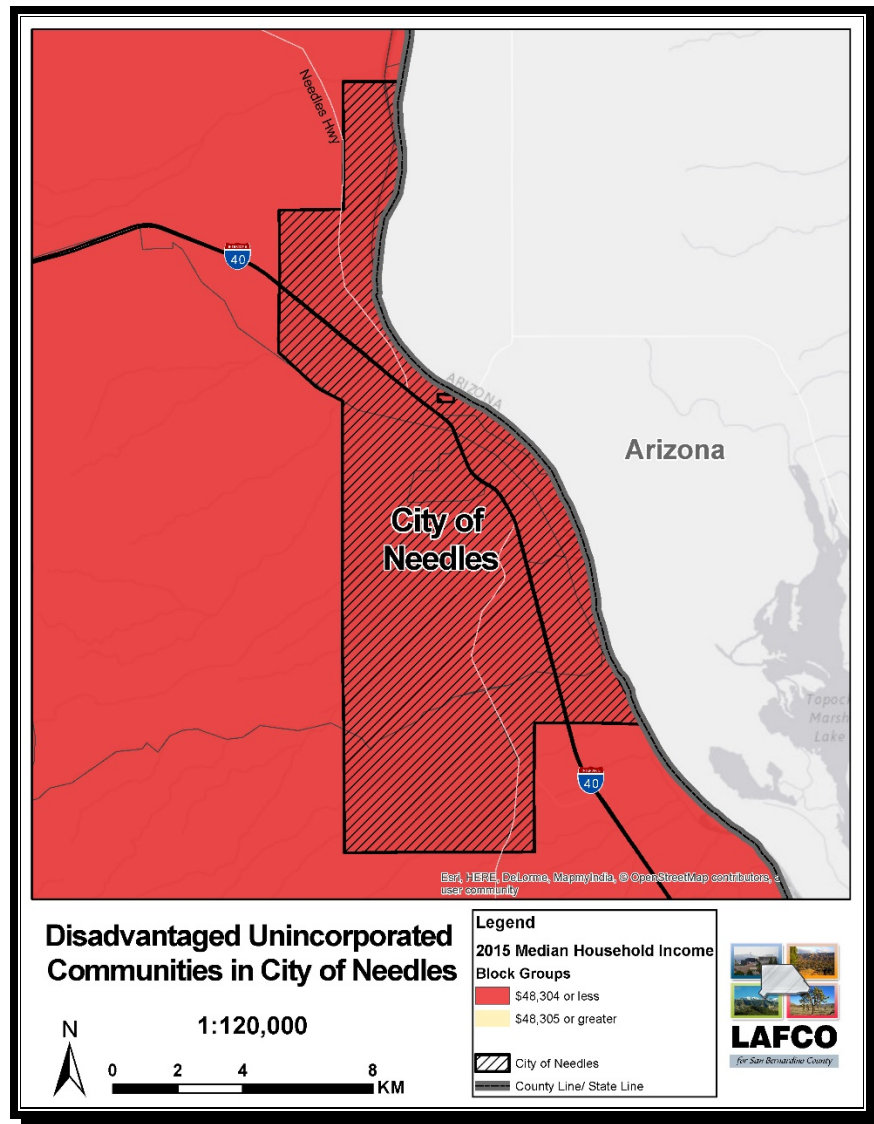 Needles Hwy
INTERSTATE
40
ARIZONA
Arizona
City of
Needles
Topock
Marsh
Lake
INTERSTATE
40
Esri, HERE, DeLorme, MapmyIndia, © OpenStreetMap contributors,
user community
Disadvantaged Unincorporated
Communities in City of Needles
1:120,000
N
0 2 4 8
KM
Legend
2015 Median Household Income
Block Groups
$48,304 or less
$48,305 or greater
City of Needles
County Line/ State Line
LAFCO
for San Bernardino County